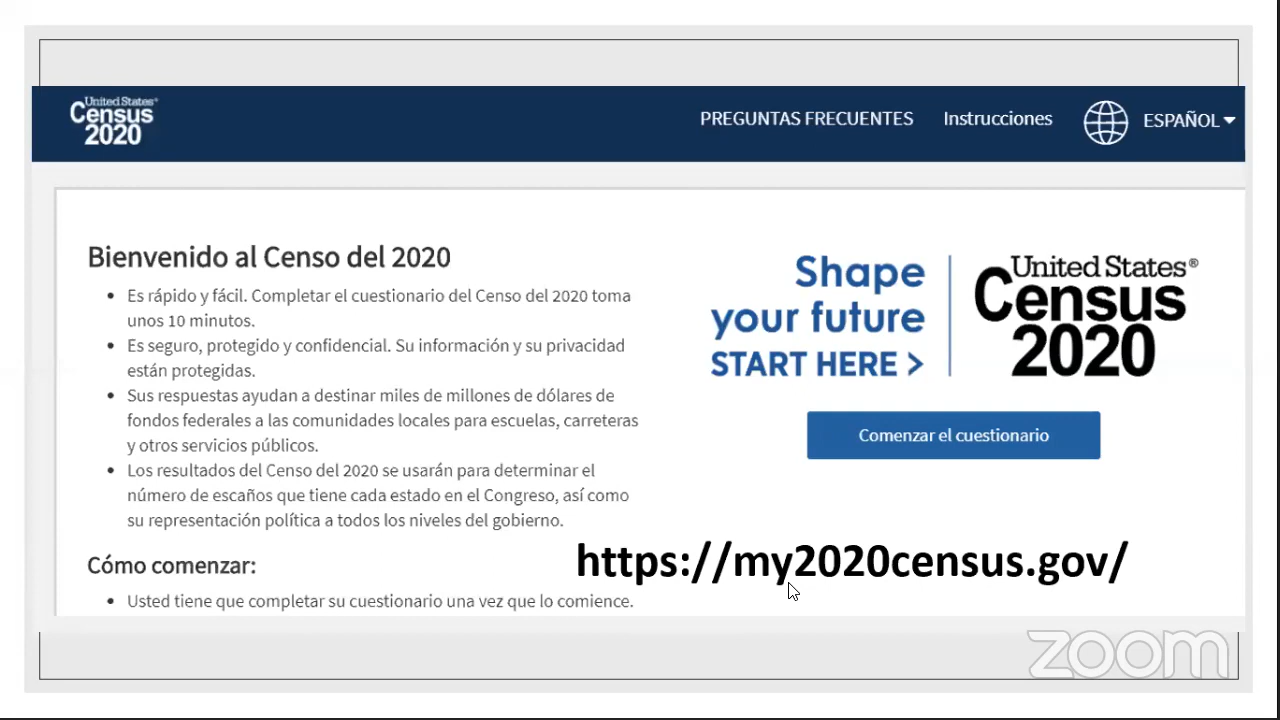 United States®
Census
2020
PREGUNTAS FRECUENTES
Instrucciones
ESPAÑOL
Bienvenido al Censo del 2020
• Es rápido y fácil. Completar el cuestionario del Censo del 2020 toma
unos 10 minutos.
• Es seguro, protegido y confidencial. Su información y su privacidad
están protegidas.
• Sus respuestas ayudan a destinar miles de millones de dólares de
fondos federales a las comunidades locales para escuelas, carreteras
y otros servicios públicos.
• Los resultados del Censo del 2020 se usarán para determinar el
número de escaños que tiene cada estado en el Congreso, así como
su representación política a todos los niveles del gobierno.
Cómo comenzar:
• Usted tiene que completar su cuestionario una vez que lo comience.
Shape
your future
START HERE >
United States®
Census
2020
Comenzar el cuestionario
https://my2020census.gov/
zoom